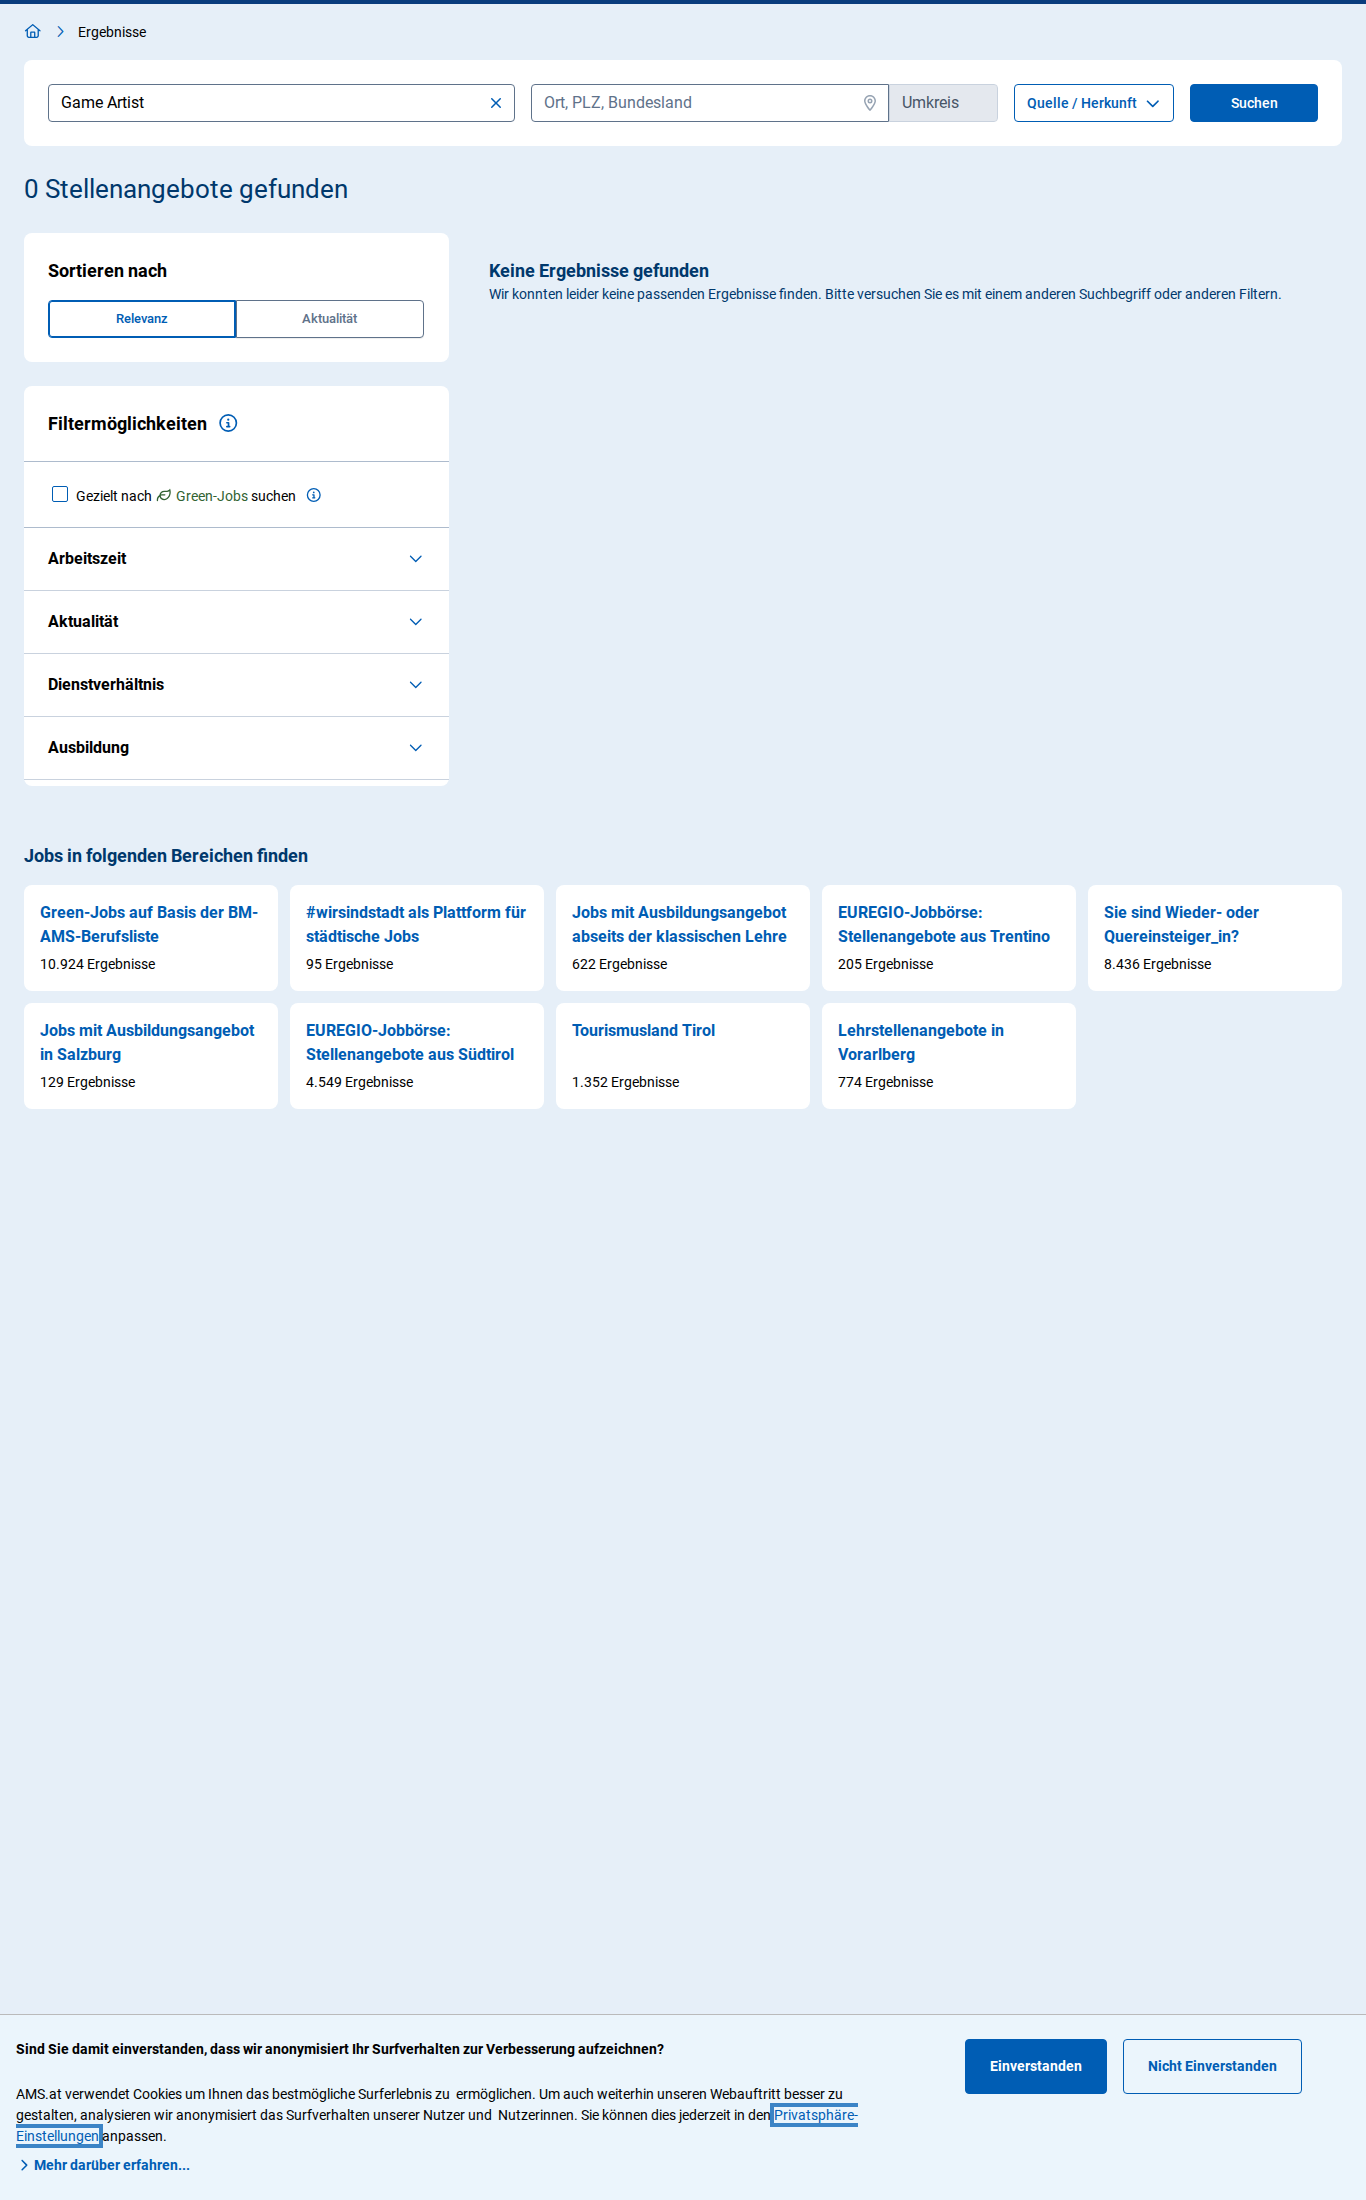 Ergebnisse
Game Artist
Ort, PLZ, Bundesland
Umkreis
Quelle / Herkunft
Suchen
0 Stellenangebote gefunden
Sortieren nach
Relevanz
Aktualität
Keine Ergebnisse gefunden
Wir konnten leider keine passenden Ergebnisse finden. Bitte versuchen Sie es mit einem anderen Suchbegriff oder anderen Filtern.
Filtermöglichkeiten
Gezielt nach Green-Jobs suchen
Arbeitszeit
Aktualität
Dienstverhältnis
Ausbildung
Jobs in folgenden Bereichen finden
Green-Jobs auf Basis der BM-
AMS-Berufsliste
10.924 Ergebnisse
#wirsindstadt als Plattform für
städtische Jobs
95 Ergebnisse
Jobs mit Ausbildungsangebot
abseits der klassischen Lehre
622 Ergebnisse
EUREGIO-Jobbörse:
Stellenangebote aus Trentino
205 Ergebnisse
Sie sind Wieder- oder
Quereinsteiger_in?
8.436 Ergebnisse
Jobs mit Ausbildungsangebot
in Salzburg
129 Ergebnisse
EUREGIO-Jobbörse:
Stellenangebote aus Südtirol
4.549 Ergebnisse
Tourismusland Tirol
1.352 Ergebnisse
Lehrstellenangebote in
Vorarlberg
774 Ergebnisse
Sind Sie damit einverstanden, dass wir anonymisiert Ihr Surfverhalten zur Verbesserung aufzeichnen?
AMS.at verwendet Cookies um Ihnen das bestmögliche Surferlebnis zu ermöglichen. Um auch weiterhin unseren Webauftritt besser zu
gestalten, analysieren wir anonymisiert das Surfverhalten unserer Nutzer und Nutzerinnen. Sie können dies jederzeit in den Privatsphäre-
Einstellungen anpassen.
Mehr darüber erfahren...
Einverstanden
Nicht Einverstanden